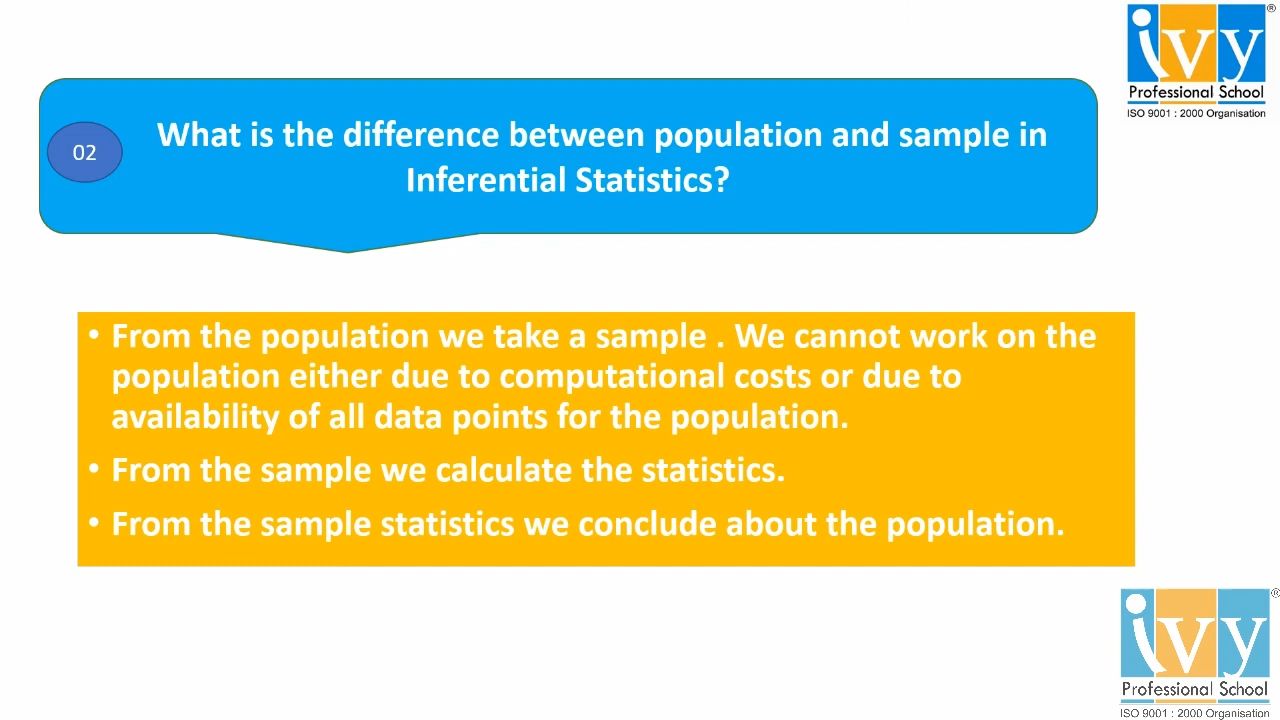 ivy
®
Professional School
ISO 9001 : 2000 Organisation
02
What is the difference between population and sample in
Inferential Statistics?
• From the population we take a sample . We cannot work on the
population either due to computational costs or due to
availability of all data points for the population.
• From the sample we calculate the statistics.
• From the sample statistics we conclude about the population.
ivy
®
Professional School
ISO 9001 : 2000 Organisation